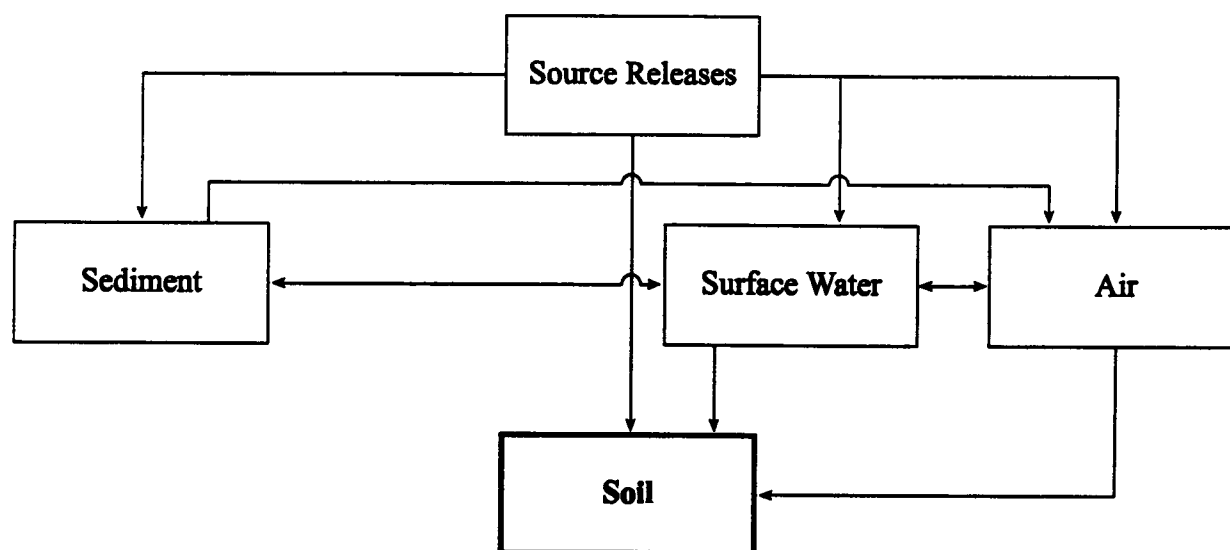 Source Releases
Sediment
Surface Water
Air
Soil